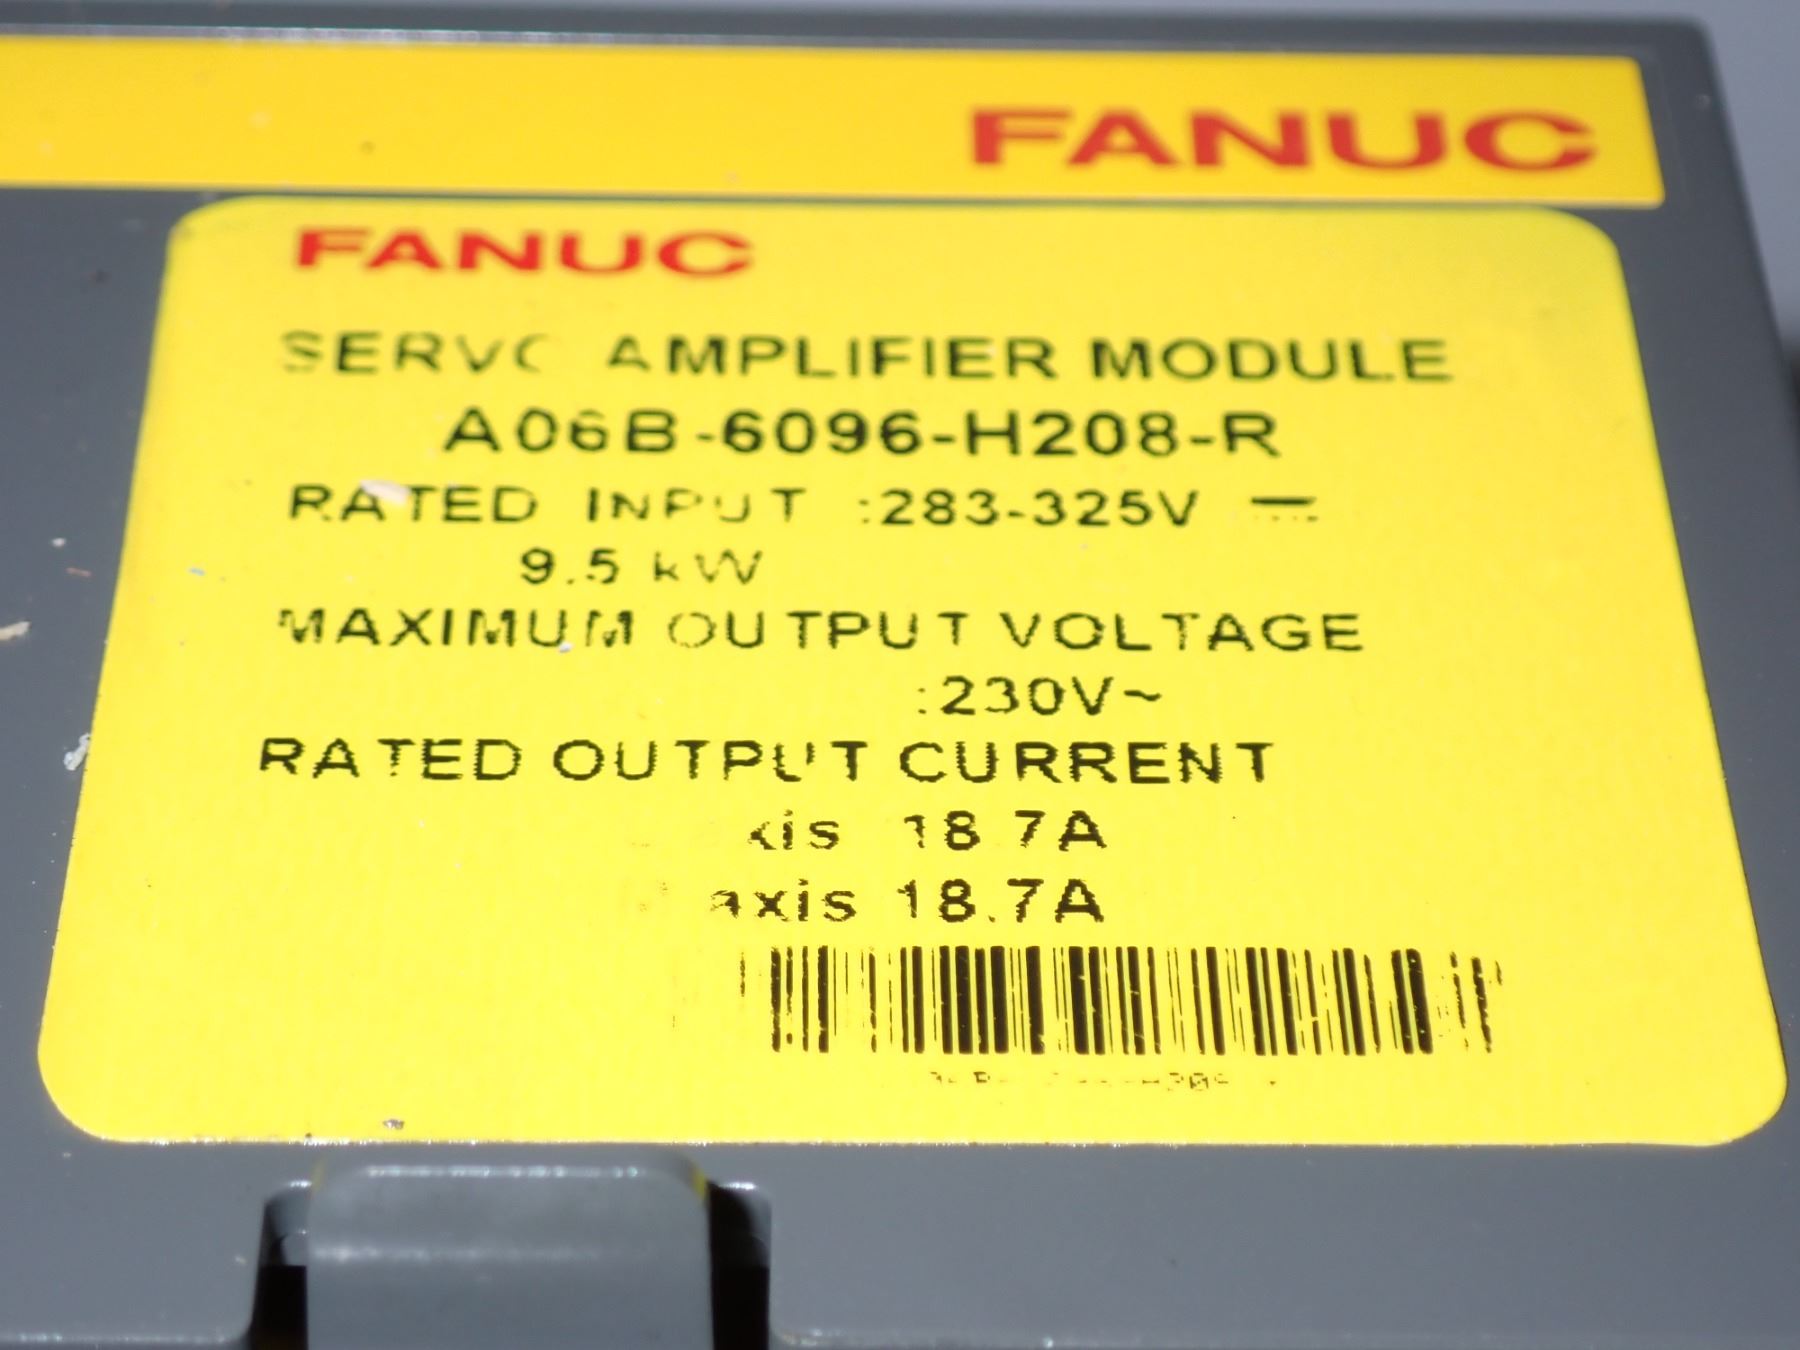 FANUC
FANUC
SERVO AMPLIFIER MODULE
A06B-6096-H208-R
RATED INPUT :283-325V ⎓
9.5 kW
MAXIMUM OUTPUT VOLTAGE
:230V~
RATED OUTPUT CURRENT
axis 18.7A
axis 18.7A